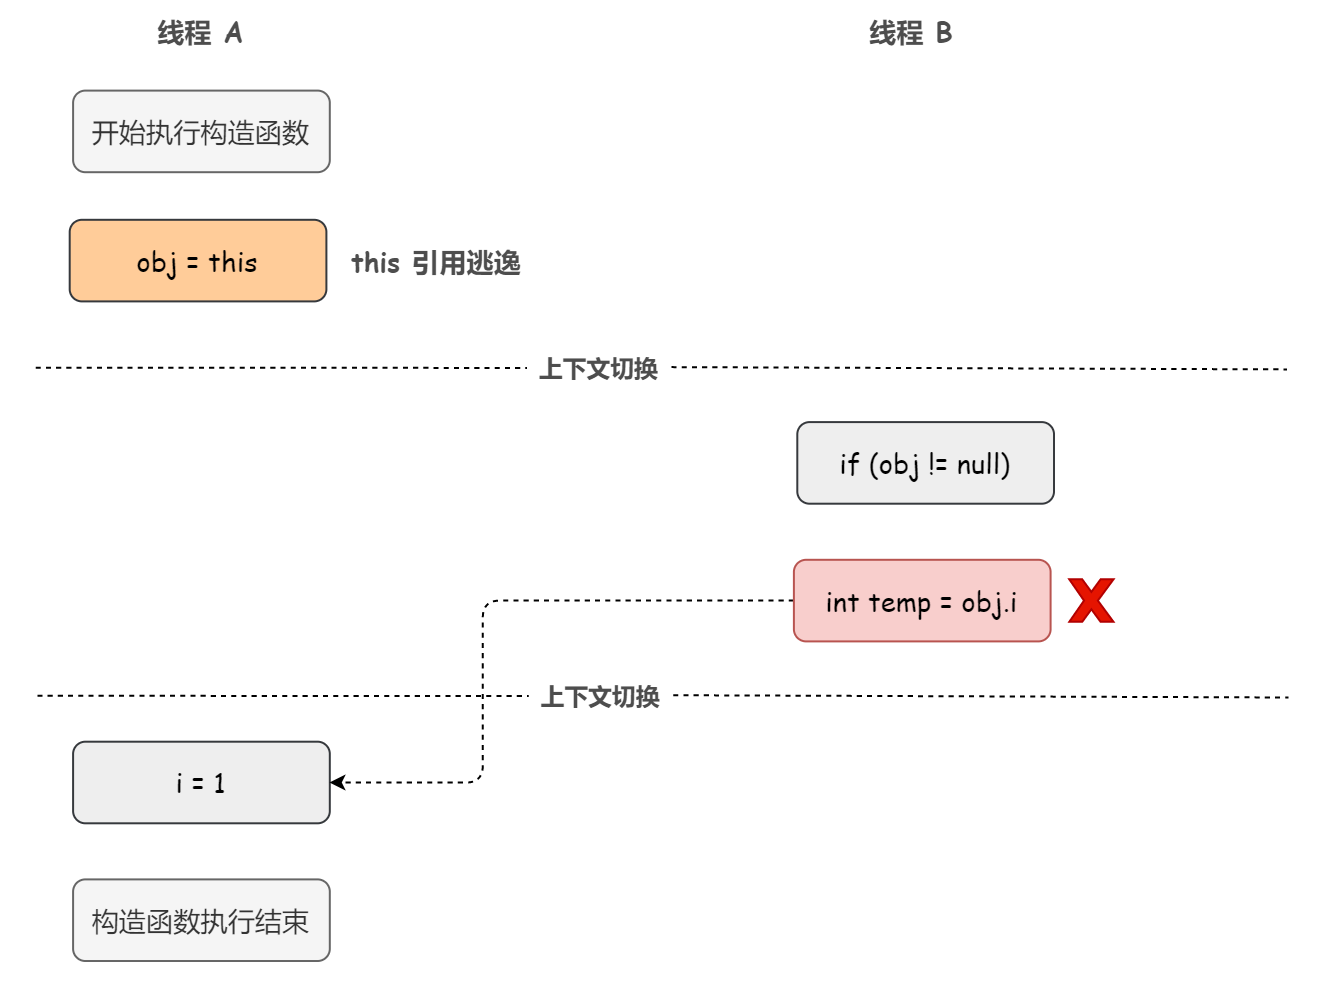 线程 A
线程 B
开始执行构造函数
obj = this
this 引用逃逸
上下文切换
if (obj != null)
int temp = obj.i
上下文切换
i = 1
构造函数执行结束